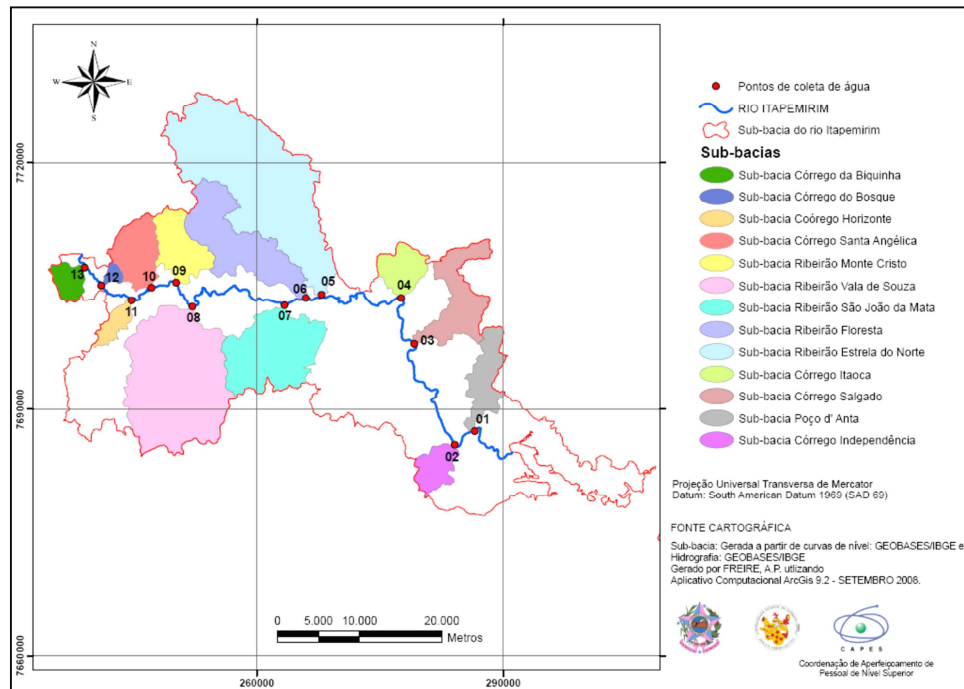 N
W E
S
7720000
7690000
7660000
13
12
11
10
09
08
07
06
05
04
03
02
01
0 5.000 10.000 20.000
Metros
260000
290000
Pontos de coleta de água
RIO ITAPEMIRIM
Sub-bacia do rio Itapemirim
Sub-bacias
Sub-bacia Córrego da Biquinha
Sub-bacia Córrego do Bosque
Sub-bacia Coórego Horizonte
Sub-bacia Córrego Santa Angélica
Sub-bacia Ribeirão Monte Cristo
Sub-bacia Ribeirão Vala de Souza
Sub-bacia Ribeirão São João da Mata
Sub-bacia Ribeirão Floresta
Sub-bacia Ribeirão Estrela do Norte
Sub-bacia Córrego Itaoca
Sub-bacia Córrego Salgado
Sub-bacia Poço d' Anta
Sub-bacia Córrego Independência
Projeção Universal Transversa de Mercator
Datum: South American Datum 1969 (SAD 69)
FONTE CARTOGRÁFICA
Sub-bacia: Gerada a partir de curvas de nível: GEOBASES/IBGE e
Hidrografia: GEOBASES/IBGE
Gerado por FREIRE, A.P. utlizando
Aplicativo Computacional ArcGis 9.2 - SETEMBRO 2008.
CAPES
Coordenação de Aperfeiçoamento de
Pessoal de Nível Superior